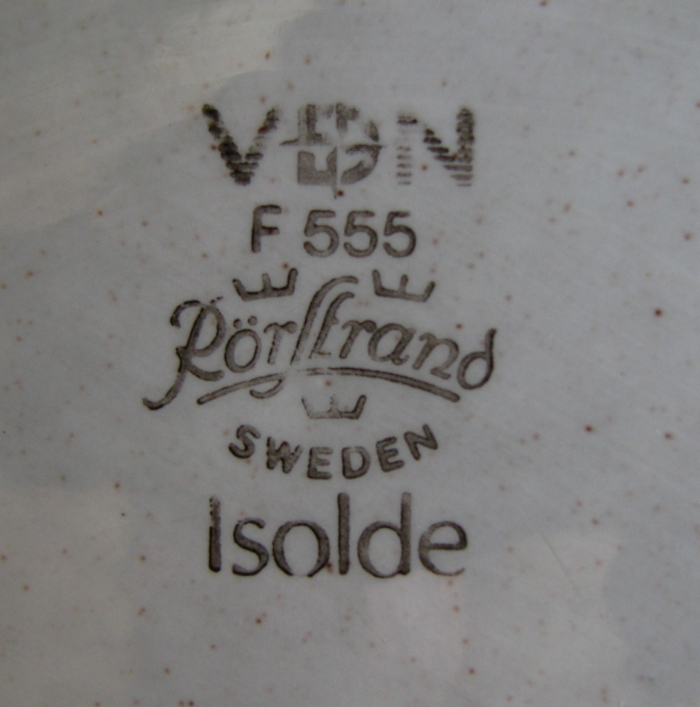 VDN
F 555
Rörstrand
SWEDEN
Isolde